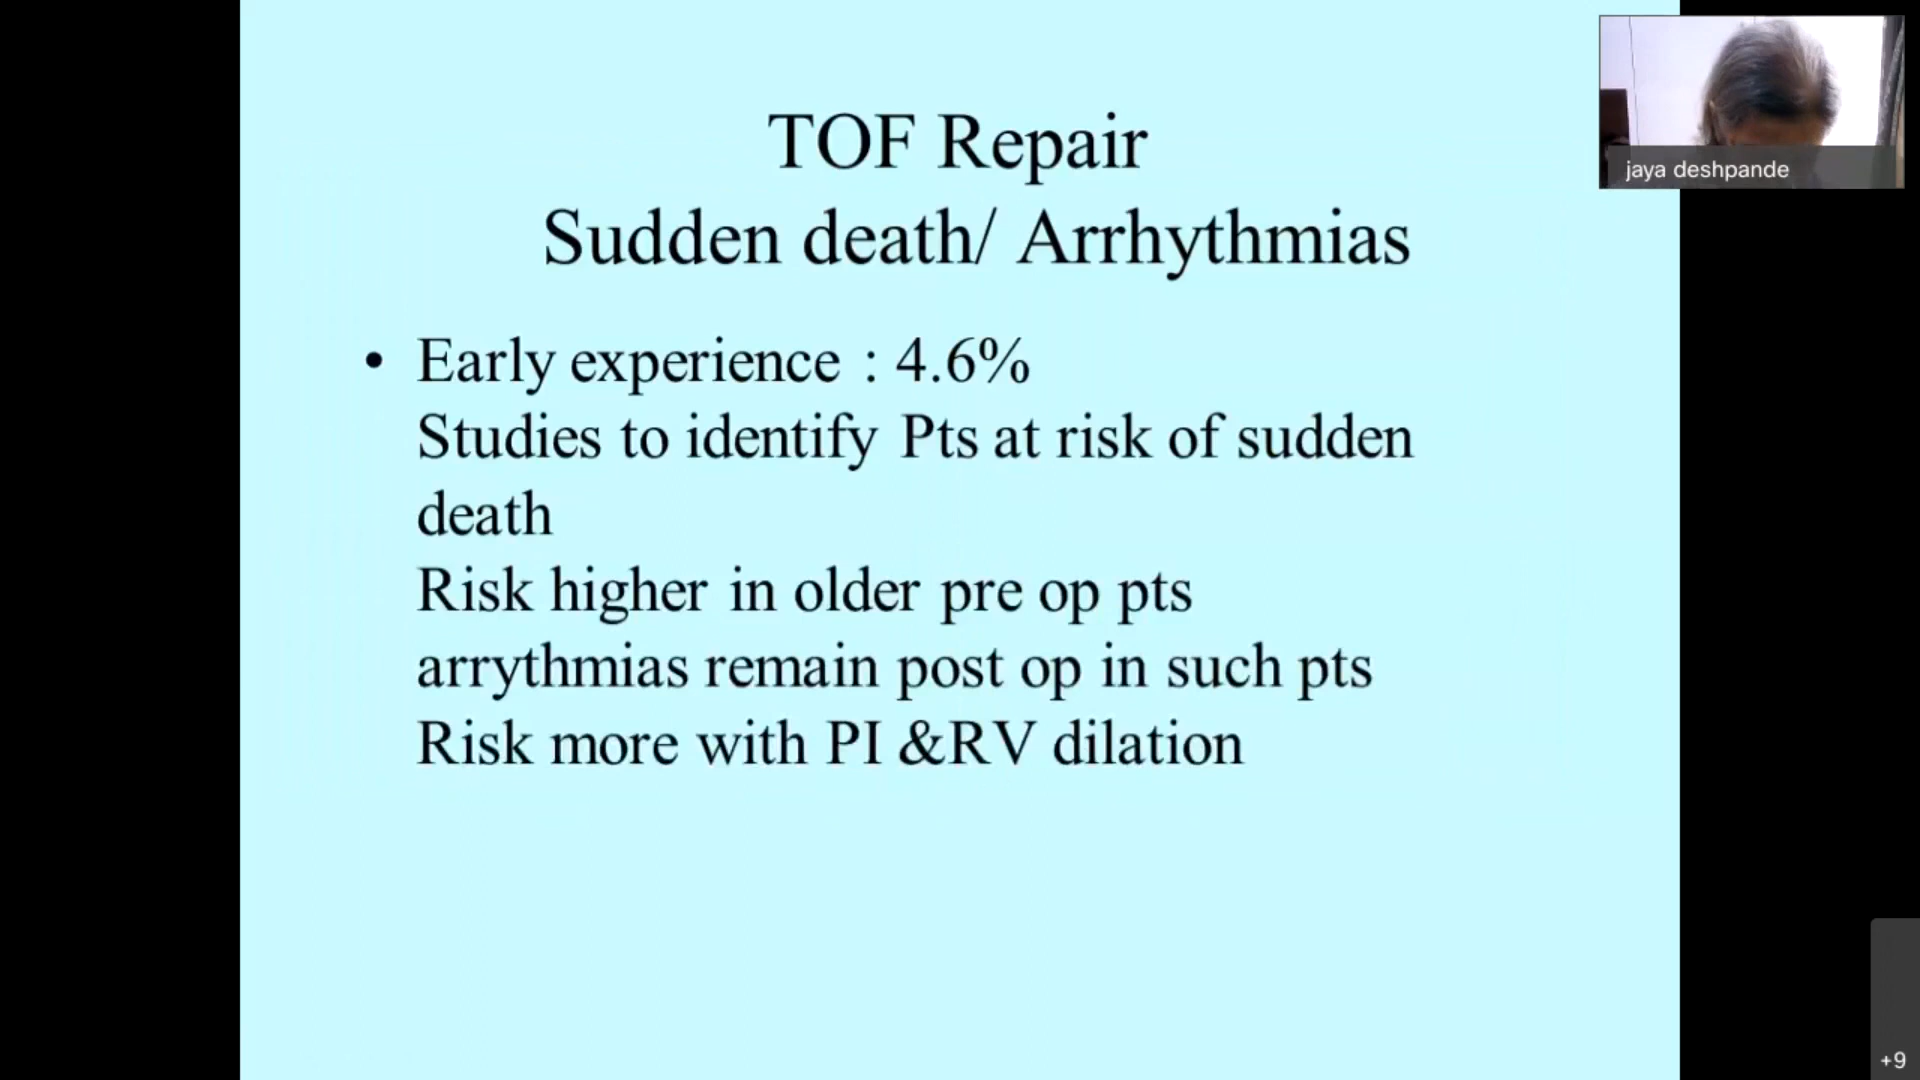 TOF Repair
Sudden death/ Arrhythmias
• Early experience : 4.6%
Studies to identify Pts at risk of sudden
death
Risk higher in older pre op pts
arrythmias remain post op in such pts
Risk more with PI &RV dilation
jaya deshpande
+9